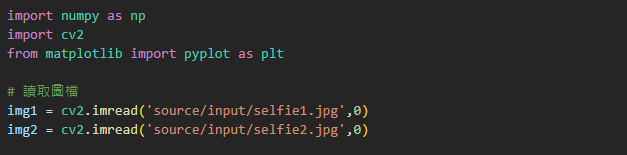 import numpy as np
import cv2
from matplotlib import pyplot as plt
# 讀取圖檔
img1 = cv2.imread('source/input/selfie1.jpg',0)
img2 = cv2.imread('source/input/selfie2.jpg',0)